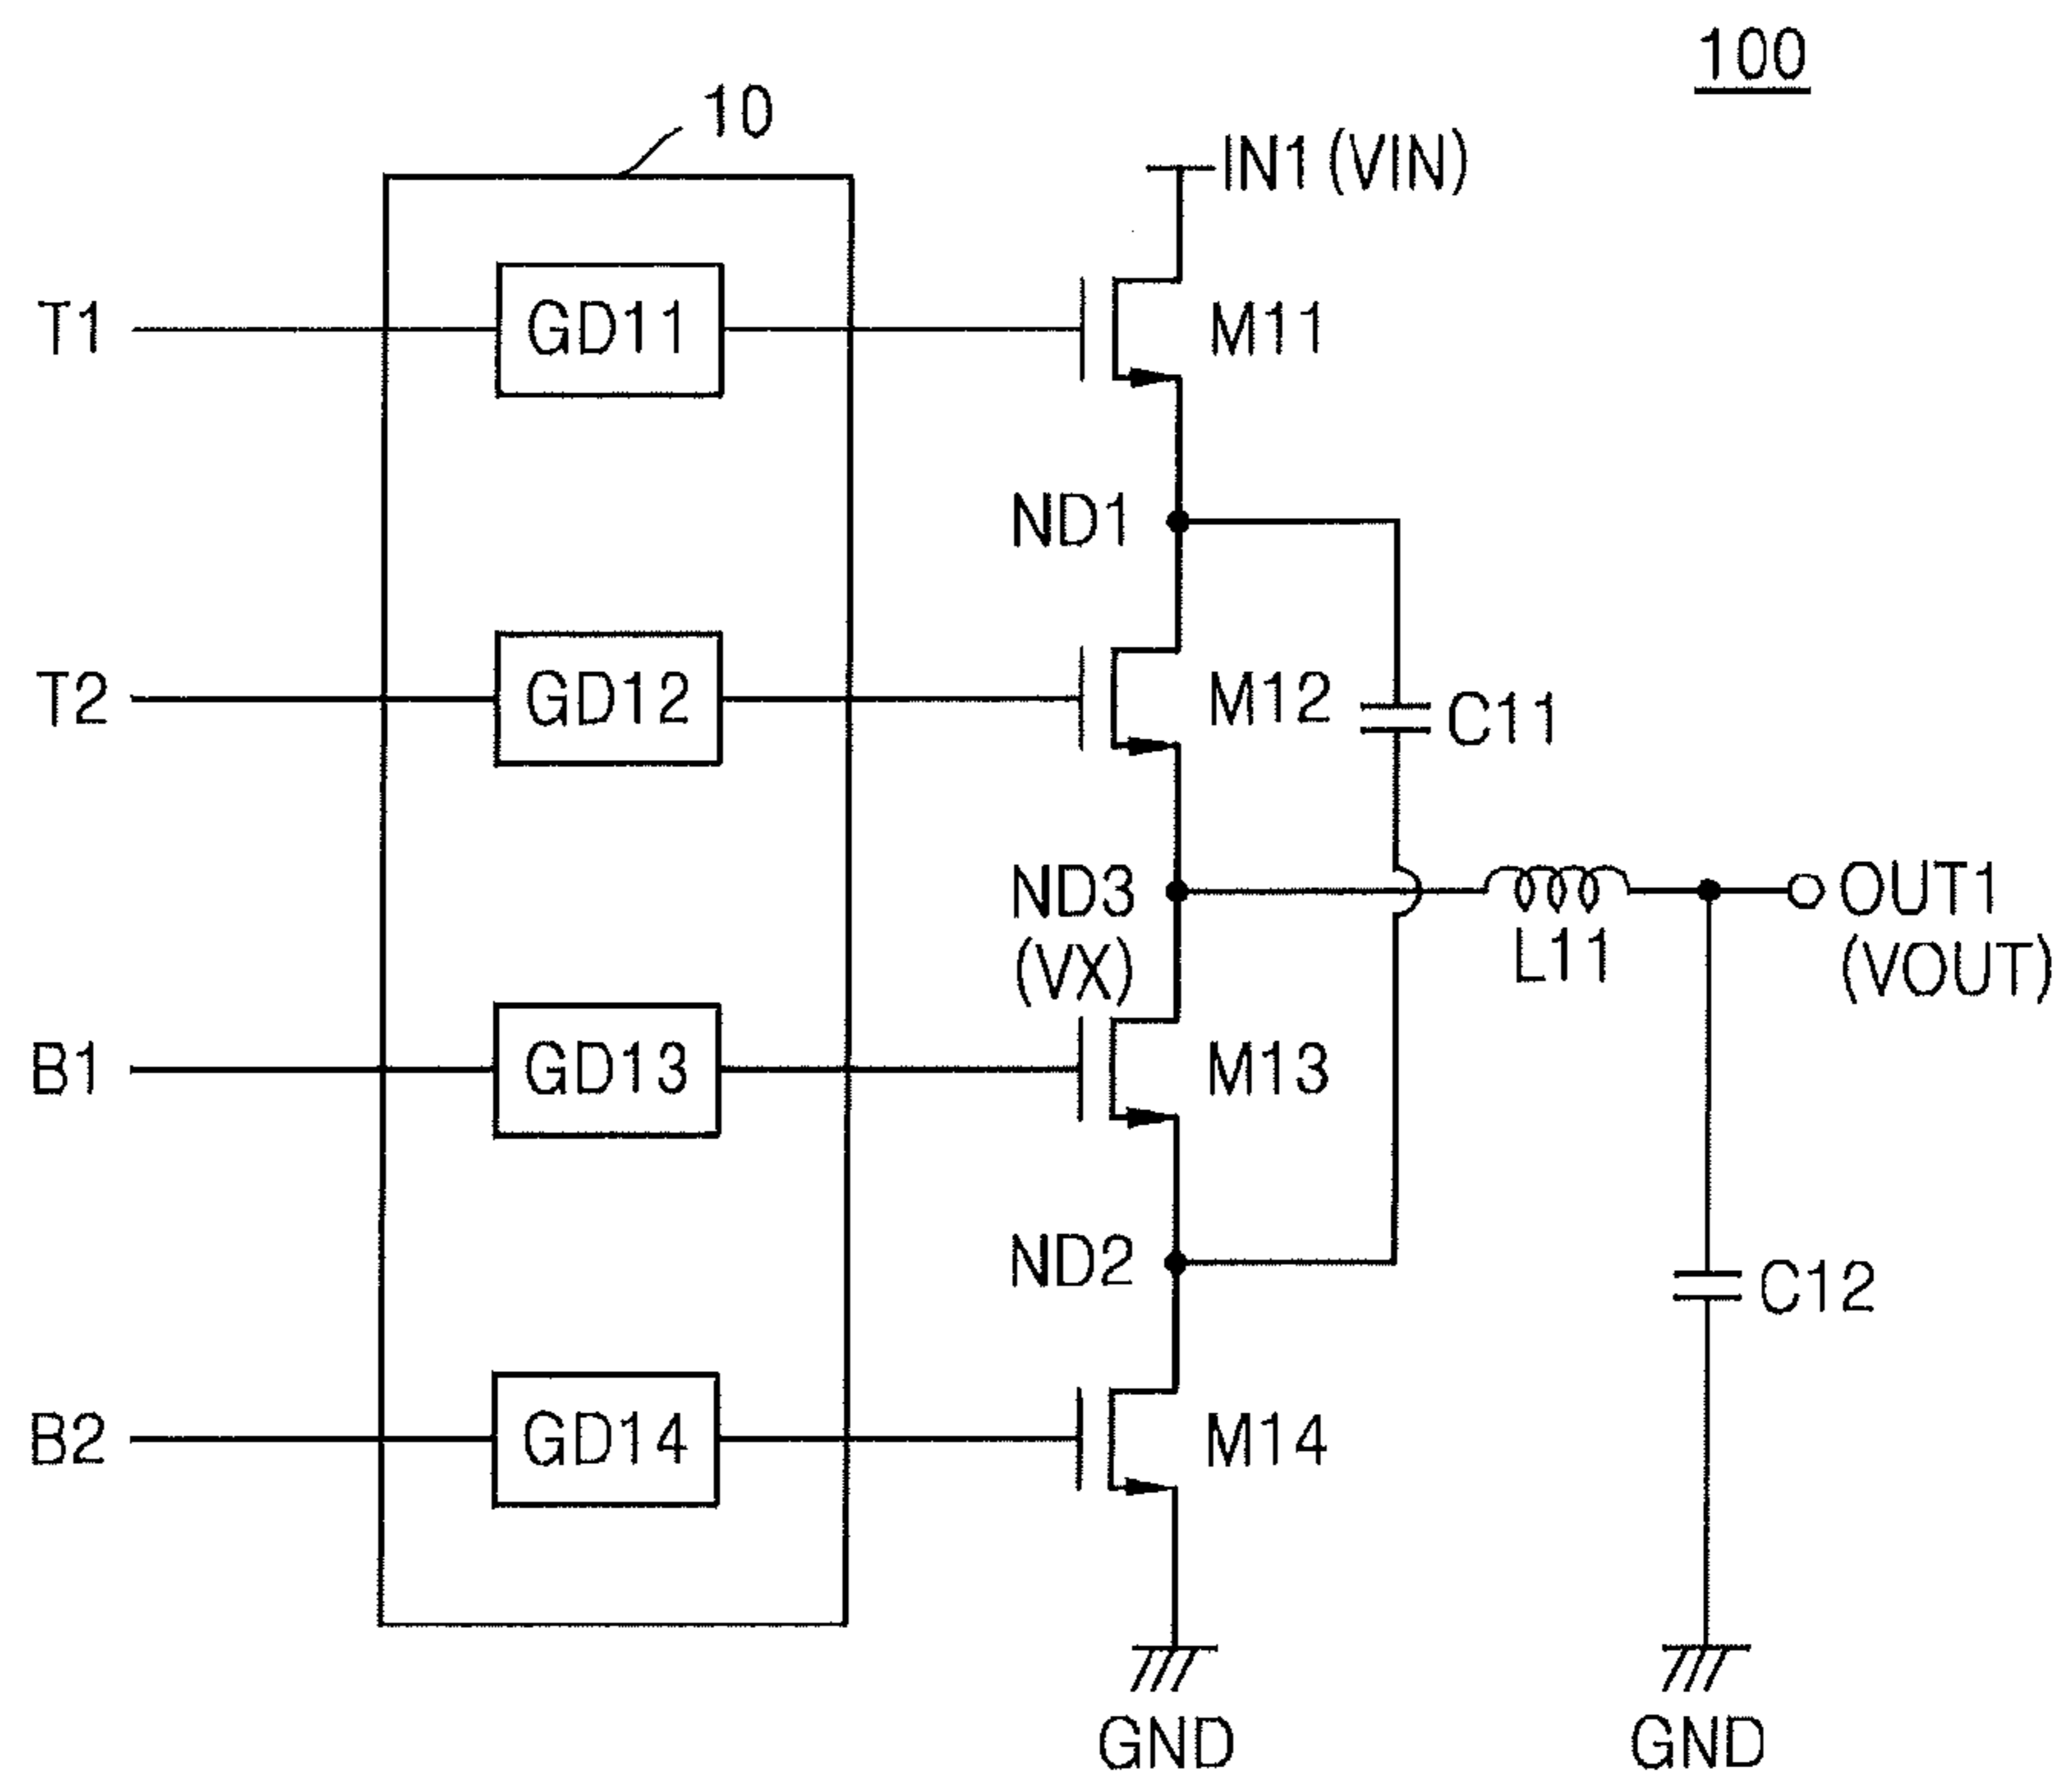 100
10
IN1 (VIN)
T1
GD11
M11
ND1
T2
GD12
M12
C11
ND3
(VX)
L11
OUT1
(VOUT)
B1
GD13
M13
ND2
C12
B2
GD14
M14
GND
GND